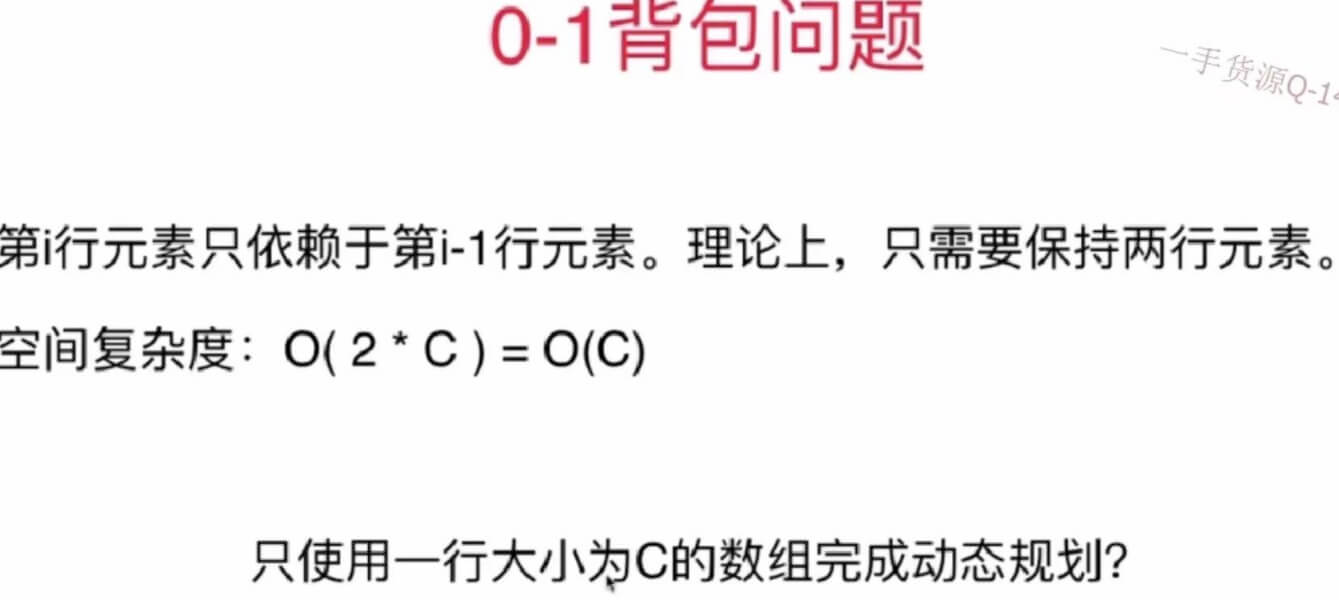 0-1背包问题
一手货源Q-14
第i行元素只依赖于第i-1行元素。理论上，只需要保持两行元素。
空间复杂度：O( 2 * C ) = O(C)
只使用一行大小为C的数组完成动态规划？